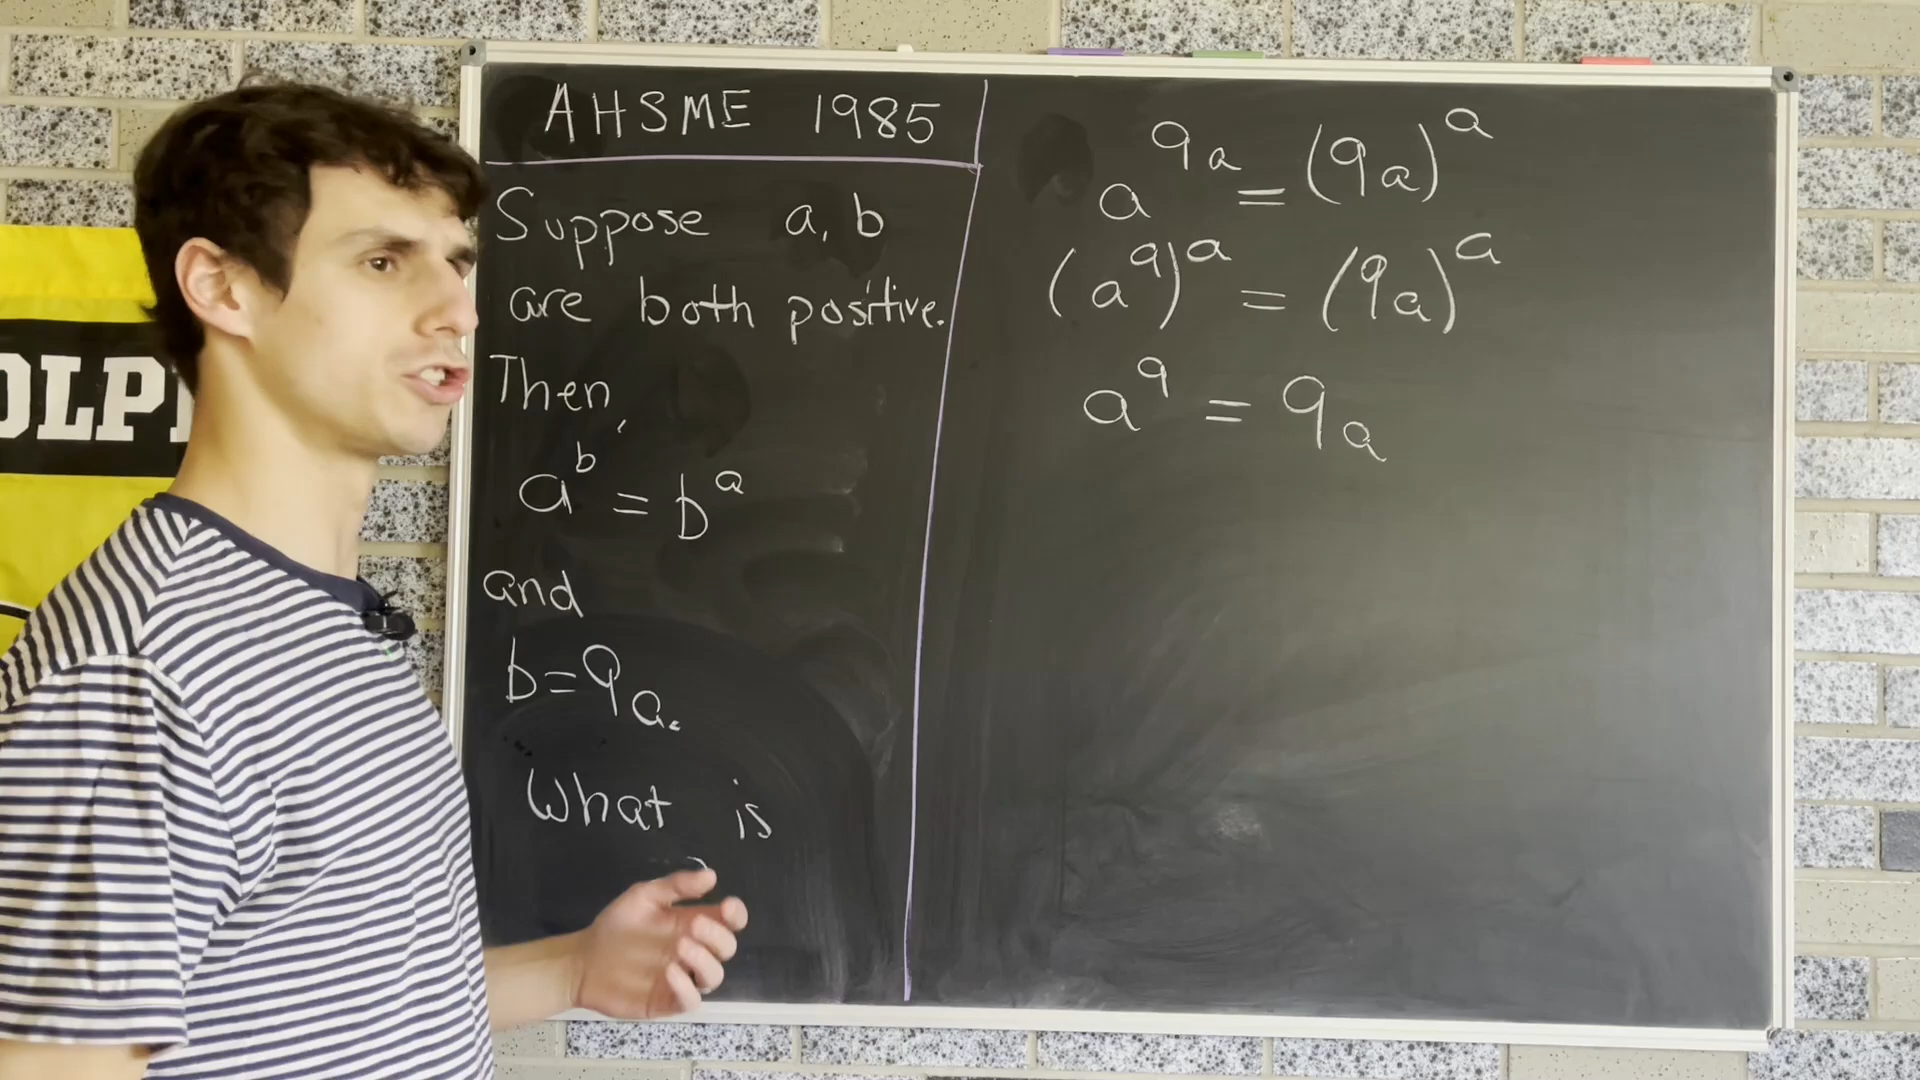 AHSME 1985
Suppose a, b
are both positive.
Then,
a^b = b^a
and
b=9a.
What is
a^9a = (9a)^a
(a^9)^a = (9a)^a
a^9 = 9a
OLP